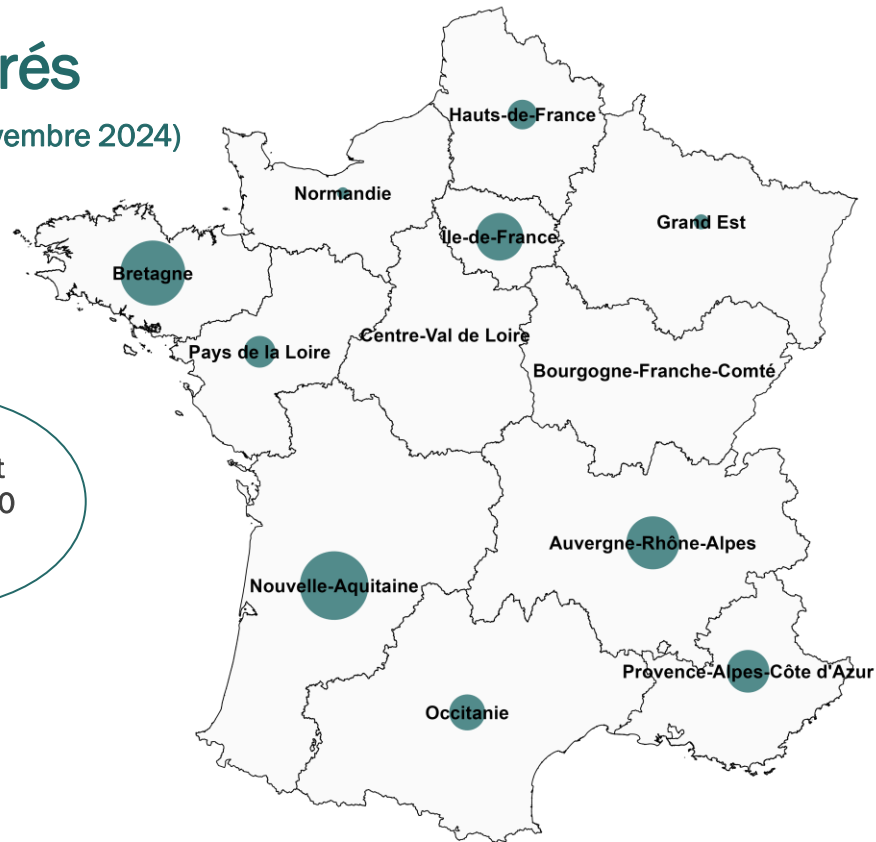 rés
vembre 2024)
Hauts-de-France
Normandie
Grand Est
Île-de-France
Bretagne
Centre-Val de Loire
Pays de la Loire
Bourgogne-Franche-Comté
t
0
Auvergne-Rhône-Alpes
Nouvelle-Aquitaine
Provence-Alpes-Côte d'Azur
Occitanie